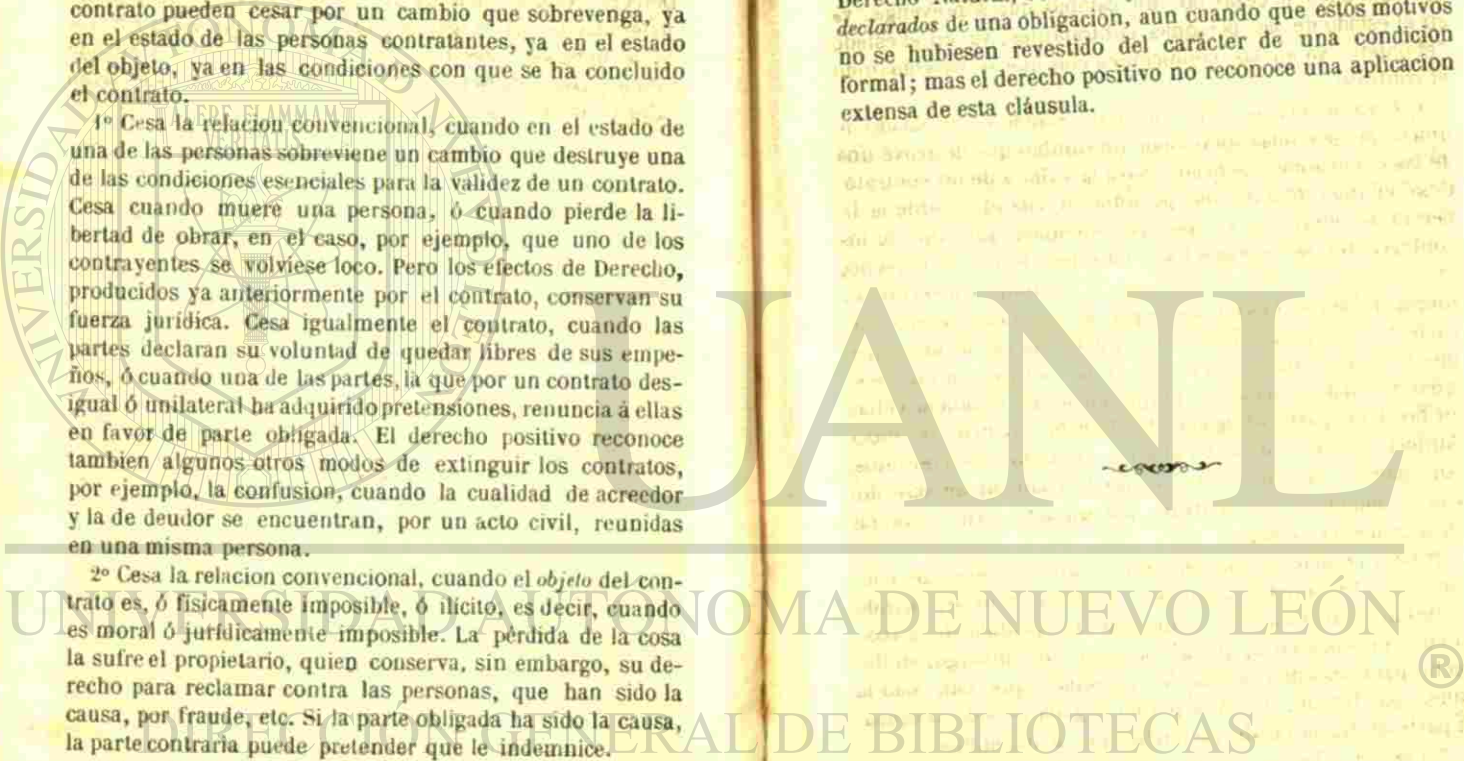 contrato pueden cesar por un cambio que sobrevenga, ya
en el estado de las personas contratantes, ya en el estado
del objeto, ya en las condiciones con que se ha concluido
el contrato.
1º Cesa la relacion convencional, cuando en el estado de
una de las personas sobreviene un cambio que destruye una
de las condiciones esenciales para la validez de un contrato.
Cesa cuando muere una persona, ó cuando pierde la li-
bertad de obrar, en el caso, por ejemplo, que uno de los
contrayentes se volviese loco. Pero los efectos de Derecho,
producidos ya anteriormente por el contrato, conservan su
fuerza jurídica. Cesa igualmente el contrato, cuando las
partes declaran su voluntad de quedar libres de sus empe-
ños, ó cuando una de las partes, la que por un contrato des-
igual ó unilateral ha adquirido pretensiones, renuncia á ellas
en favor de parte obligada. El derecho positivo reconoce
tambien algunos otros modos de extinguir los contratos,
por ejemplo, la confusion, cuando la cualidad de acreedor
y la de deudor se encuentran, por un acto civil, reunidas
en una misma persona.
2º Cesa la relacion convencional, cuando el objeto del con-
trato es, ó fisicamente imposible, ó ilícito, es decir, cuando
es moral ó jurídicamente imposible. La pérdida de la cosa
la sufre el propietario, quien conserva, sin embargo, su de-
recho para reclamar contra las personas, que han sido la
causa, por fraude, etc. Si la parte obligada ha sido la causa,
la parte contraria puede pretender que le indemnice.
declarados de una obligacion, aun cuando que estos motivos
no se hubiesen revestido del carácter de una condicion
formal; mas el derecho positivo no reconoce una aplicacion
extensa de esta cláusula.
ALERE FLAMMAM
UANL
UNIVERSIDAD AUTÓNOMA DE NUEVO LEÓN
®
DIRECCIÓN GENERAL DE BIBLIOTECAS